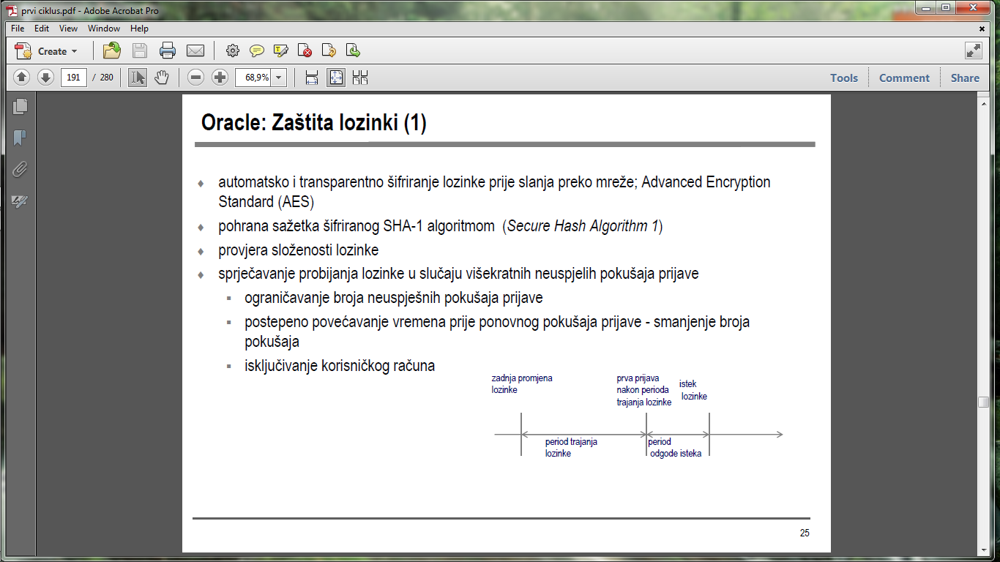 prvi ciklus.pdf - Adobe Acrobat Pro
File Edit View Window Help
Create
191 / 280 68,9% Tools Comment Share
Oracle: Zaštita lozinki (1)
automatsko i transparentno šifriranje lozinke prije slanja preko mreže; Advanced Encryption
Standard (AES)
pohrana sažetka šifriranog SHA-1 algoritmom (Secure Hash Algorithm 1)
provjera složenosti lozinke
sprječavanje probijanja lozinke u slučaju višekratnih neuspjelih pokušaja prijave
ograničavanje broja neuspješnih pokušaja prijave
postepeno povećavanje vremena prije ponovnog pokušaja prijave - smanjenje broja
pokušaja
isključivanje korisničkog računa
zadnja promjena
lozinke
prva prijava
nakon perioda
trajanja lozinke
istek
lozinke
period trajanja
lozinke
period
odgode isteka
25